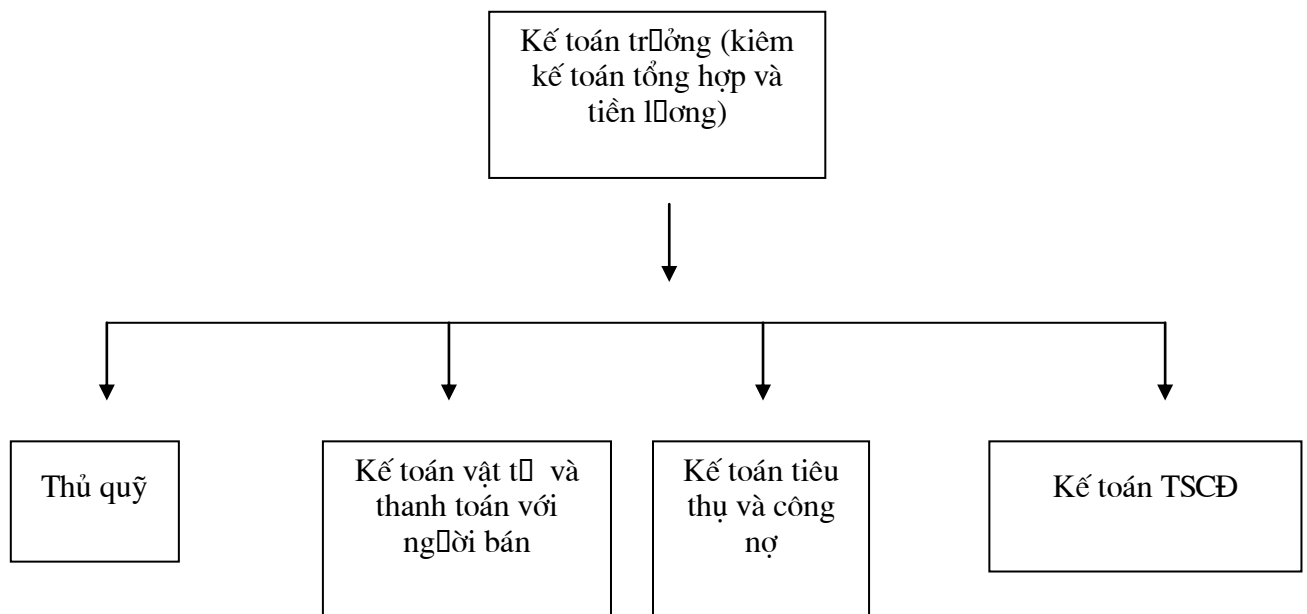 Kế toán tr▯ởng (kiêm
kế toán tổng hợp và
tiền l▯ơng)
Thủ quỹ
Kế toán vật t▯ và
thanh toán với
ng▯ời bán
Kế toán tiêu
thụ và công
nợ
Kế toán TSCĐ